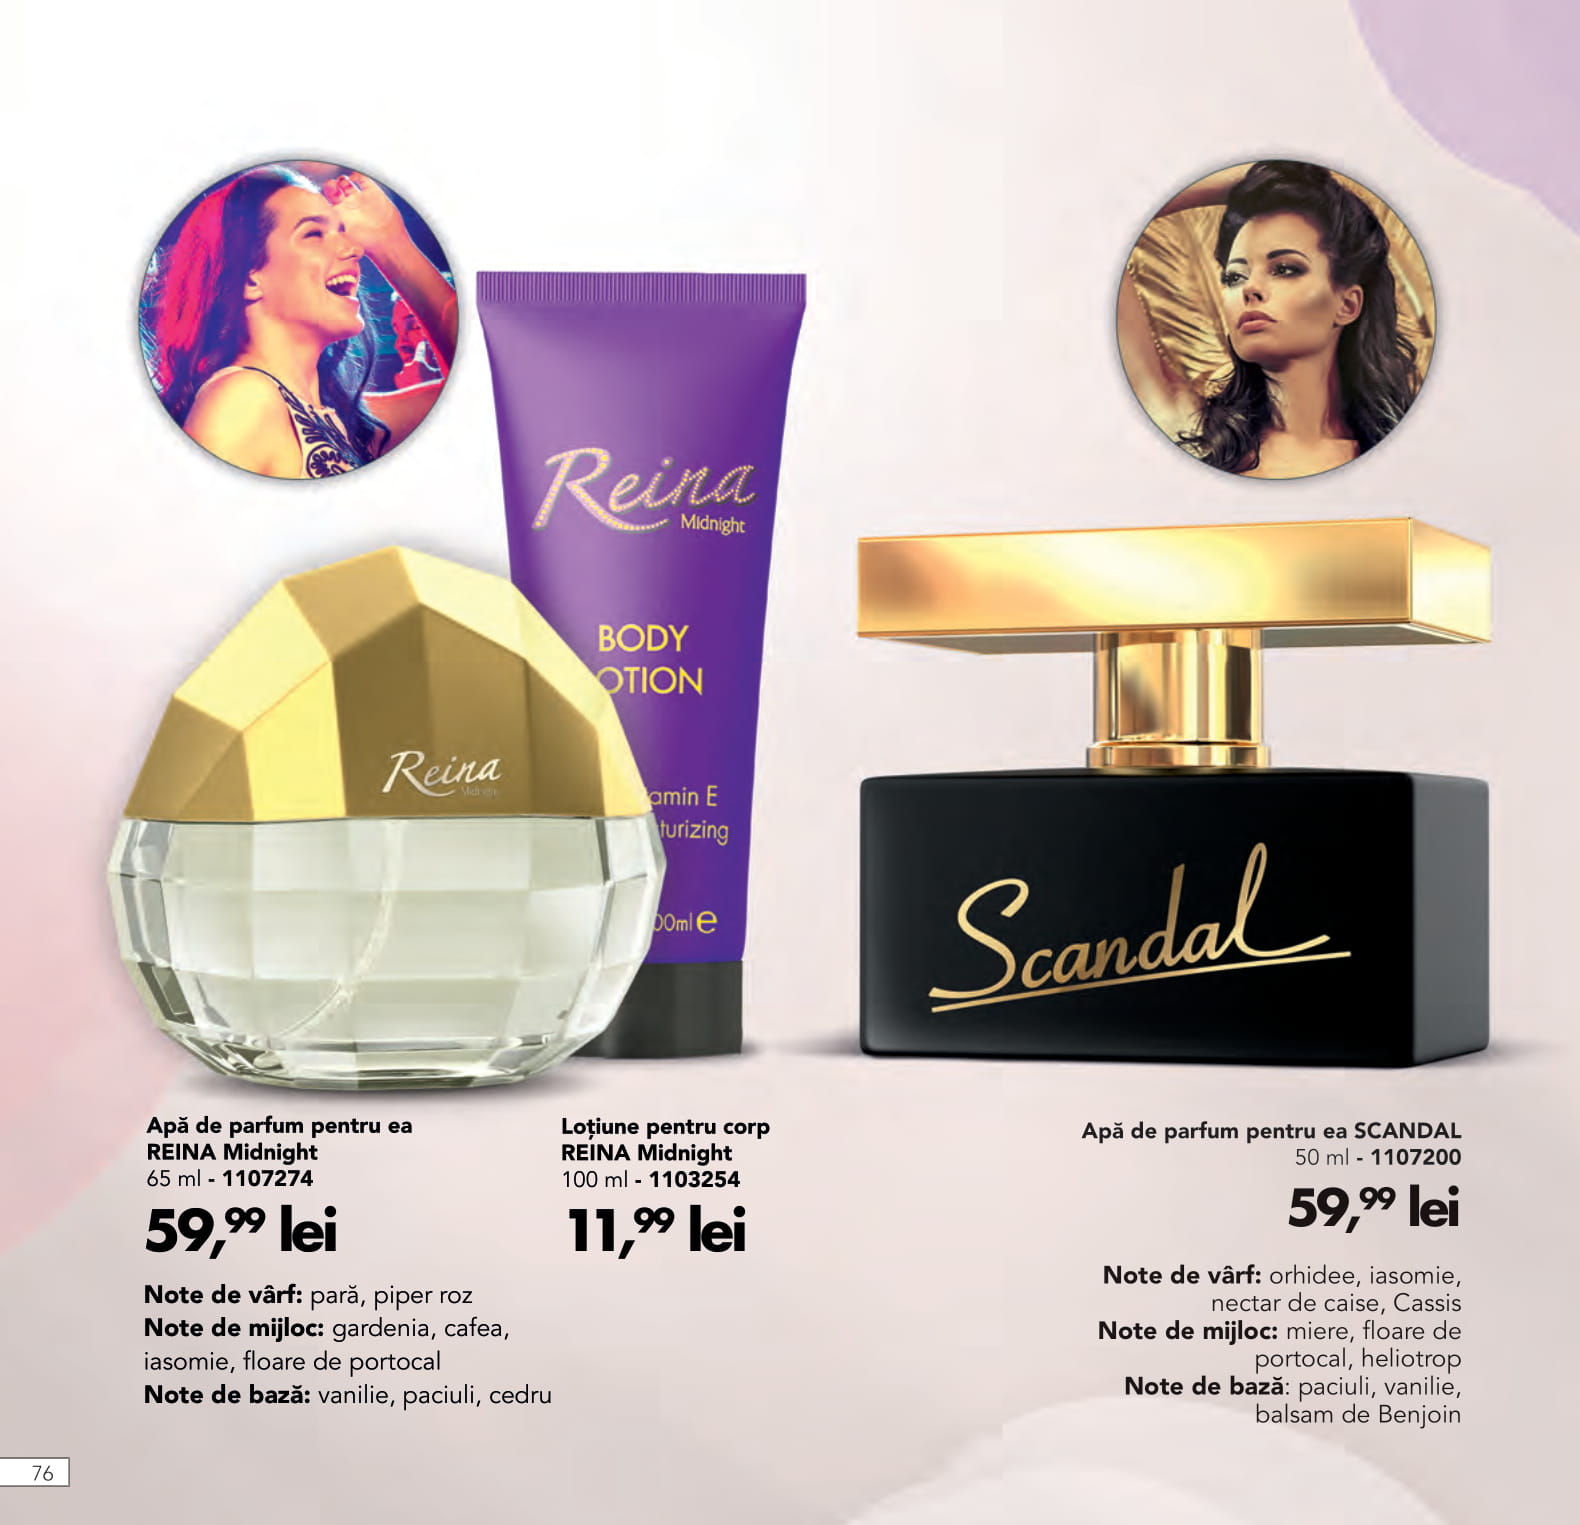 Reina
Midnight
BODY
OTION
amin E
turizing
00ml e
Reina
Midnight
Scandal
Apă de parfum pentru ea
REINA Midnight
65 ml - 1107274
59,99 lei
Loțiune pentru corp
REINA Midnight
100 ml - 1103254
11,99 lei
Apă de parfum pentru ea SCANDAL
50 ml - 1107200
59,99 lei
Note de vârf: pară, piper roz
Note de mijloc: gardenia, cafea,
iasomie, floare de portocal
Note de bază: vanilie, paciuli, cedru
Note de vârf: orhidee, iasomie,
nectar de caise, Cassis
Note de mijloc: miere, floare de
portocal, heliotrop
Note de bază: paciuli, vanilie,
balsam de Benjoin
76